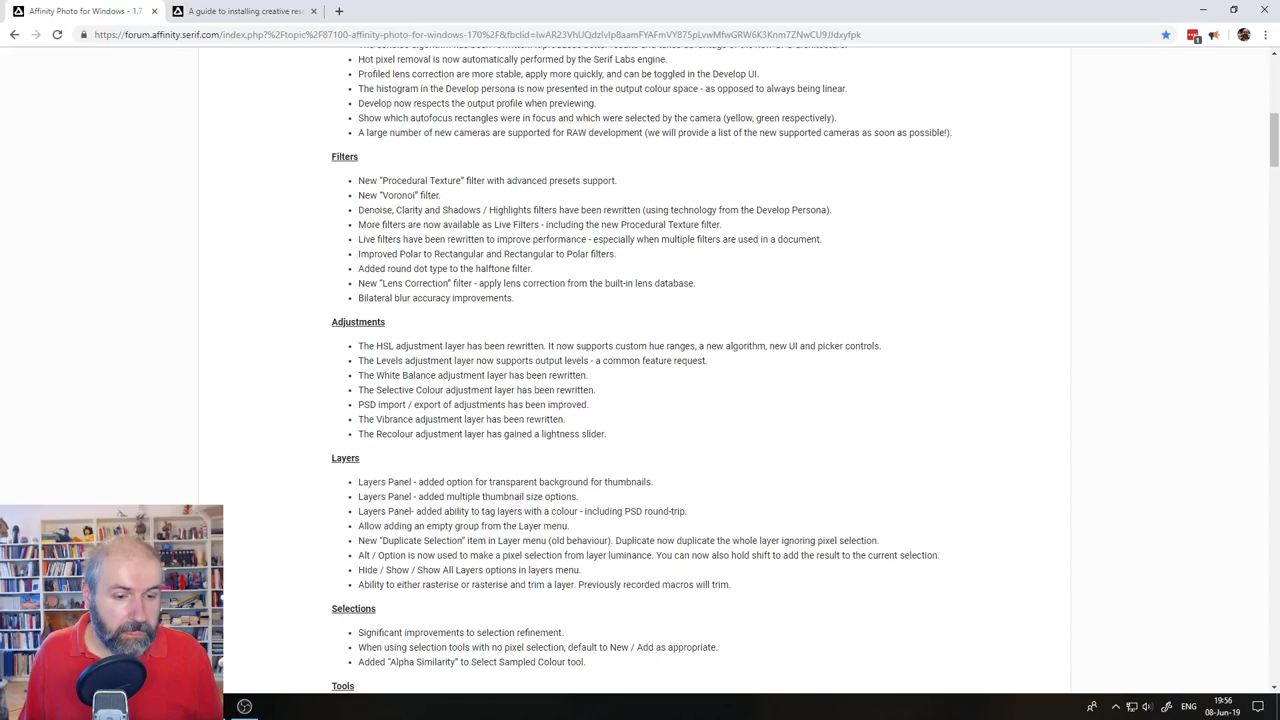 Affinity Photo for Windows - 1.7
A guide to installing creative res
https://forum.affinity.serif.com/index.php?%2Ftopic%2F87100-affinity-photo-for-windows-170%2F&fbclid=
Hot pixel removal is now automatically performed by the Serif Labs engine.
Profiled lens correction are more stable, apply more quickly, and can be toggled in the Develop UI.
The histogram in the Develop persona is now presented in the output colour space - as opposed to always being linear.
Develop now respects the output profile when previewing.
Show which autofocus rectangles were in focus and which were selected by the camera (yellow, green respectively).
A large number of new cameras are supported for RAW development (we will provide a list of the new supported cameras as soon as possible!).
Filters
New “Procedural Texture” filter with advanced presets support.
New “Voronoi” filter.
Denoise, Clarity and Shadows / Highlights filters have been rewritten (using technology from the Develop Persona).
More filters are now available as Live Filters - including the new Procedural Texture filter.
Live filters have been rewritten to improve performance - especially when multiple filters are used in a document.
Improved Polar to Rectangular and Rectangular to Polar filters.
Added round dot type to the halftone filter.
New “Lens Correction” filter - apply lens correction from the built-in lens database.
Bilateral blur accuracy improvements.
Adjustments
The HSL adjustment layer has been rewritten. It now supports custom hue ranges, a new algorithm, new UI and picker controls.
The Levels adjustment layer now supports output levels - a common feature request.
The White Balance adjustment layer has been rewritten.
The Selective Colour adjustment layer has been rewritten.
PSD import / export of adjustments has been improved.
The Vibrance adjustment layer has been rewritten.
The Recolour adjustment layer has gained a lightness slider.
Layers
Layers Panel - added option for transparent background for thumbnails.
Layers Panel - added multiple thumbnail size options.
Layers Panel- added ability to tag layers with a colour - including PSD round-trip.
Allow adding an empty group from the Layer menu.
New “Duplicate Selection” item in Layer menu (old behaviour). Duplicate now duplicate the whole layer ignoring pixel selection.
Alt / Option is now used to make a pixel selection from layer luminance. You can now also hold shift to add the result to the current selection.
Hide / Show / Show All Layers options in layers menu.
Ability to either rasterise or rasterise and trim a layer. Previously recorded macros will trim.
Selections
Significant improvements to selection refinement.
When using selection tools with no pixel selection, default to New / Add as appropriate.
Added “Alpha Similarity” to Select Sampled Colour tool.
Tools
ENG
19:56
08-Jun-19